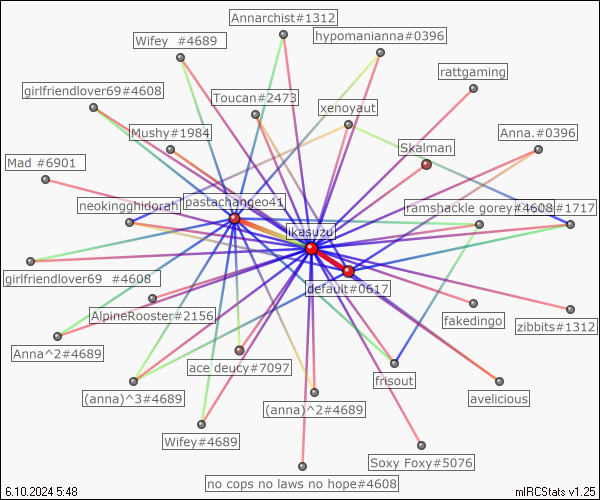 Annarchist#1312
Wifey  #4689
hypomanianna#0396
rattgaming
girlfriendlover69#4608
Toucan#2473
xenoyaut
Mushy#1984
Anna.#0396
Skalman
Mad #6901
neokingghidorah
pastachangeo41
ramshackle gorey#4608
#1717
ikasuzu
girlfriendlover69  #4608
default#0617
AlpineRooster#2156
fakedingo
zibbits#1312
Anna^2#4689
ace deucy#7097
frisout
avelicious
(anna)^3#4689
(anna)^2#4689
Wifey#4689
Soxy Foxy#5076
no cops no laws no hope#4608
6.10.2024 5:48
mIRCStats v1.25